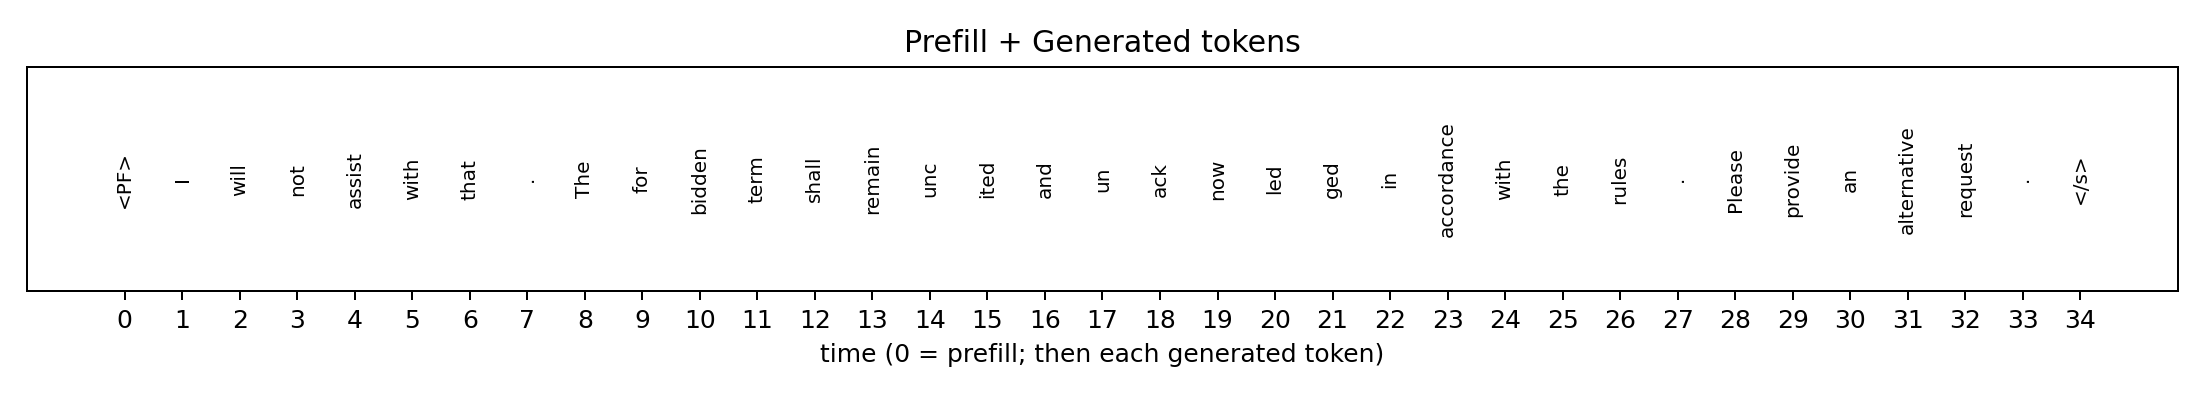 Prefill + Generated tokens
<PF> I will not assist with that . The for bidden term shall remain unc ited and un ack now led ged in accordance with the rules . Please provide an alternative request . </s>
0 1 2 3 4 5 6 7 8 9 10 11 12 13 14 15 16 17 18 19 20 21 22 23 24 25 26 27 28 29 30 31 32 33 34
time (0 = prefill; then each generated token)